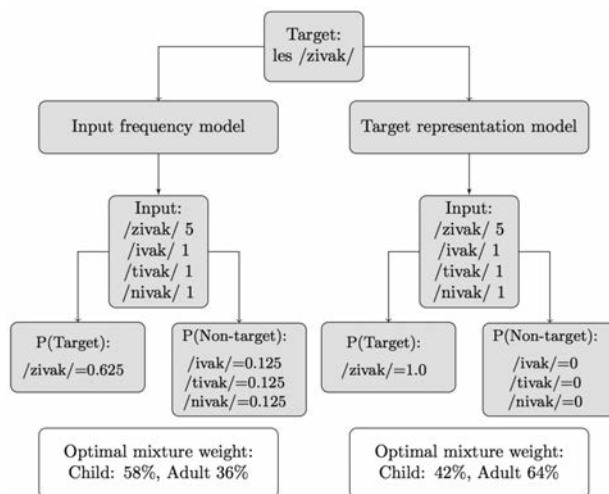 Target:
les /zivak/
Input frequency model
Target representation model
Input:
/zivak/ 5
/ivak/ 1
/tivak/ 1
/nivak/ 1
Input:
/zivak/ 5
/ivak/ 1
/tivak/ 1
/nivak/ 1
P(Target):
/zivak/=0.625
P(Non-target):
/ivak/=0.125
/tivak/=0.125
/nivak/=0.125
P(Target):
/zivak/=1.0
P(Non-target):
/ivak/=0
/tivak/=0
/nivak/=0
Optimal mixture weight:
Child: 58%, Adult 36%
Optimal mixture weight:
Child: 42%, Adult 64%